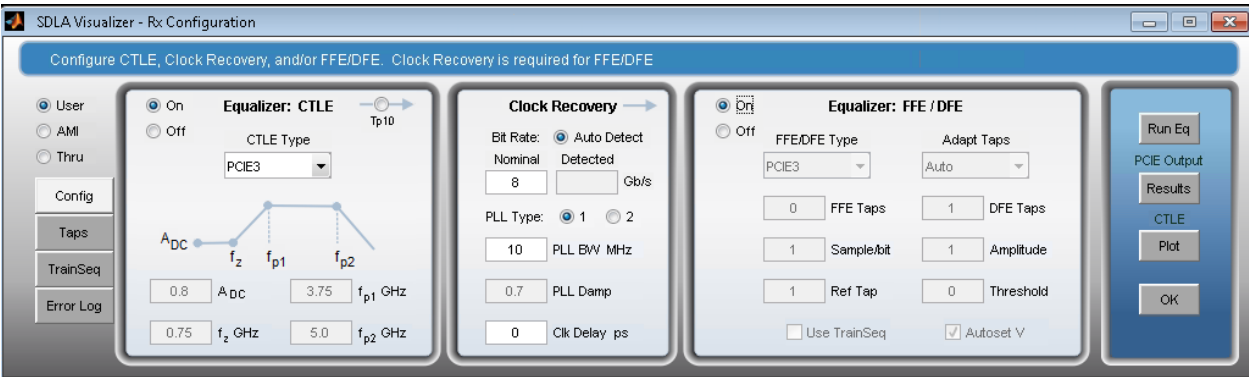 SDLA Visualizer - Rx Configuration
Configure CTLE, Clock Recovery, and/or FFE/DFE. Clock Recovery is required for FFE/DFE
User
AMI
Thru
Config
Taps
TrainSeq
Error Log
On
Off
Equalizer: CTLE
Tp10
CTLE Type
PCIE3
ADC
fz
fp1
fp2
0.8 ADC 3.75 fp1 GHz
0.75 fz GHz 5.0 fp2 GHz
Clock Recovery
Bit Rate: Auto Detect
Nominal Detected
8 Gb/s
PLL Type: 1 2
10 PLL BW MHz
0.7 PLL Damp
0 Clk Delay ps
On
Off
Equalizer: FFE / DFE
FFE/DFE Type Adapt Taps
PCIE3 Auto
0 FFE Taps 1 DFE Taps
1 Sample/bit 1 Amplitude
1 Ref Tap 0 Threshold
Use TrainSeq Autoset V
Run Eq
PCIE Output
Results
CTLE
Plot
OK